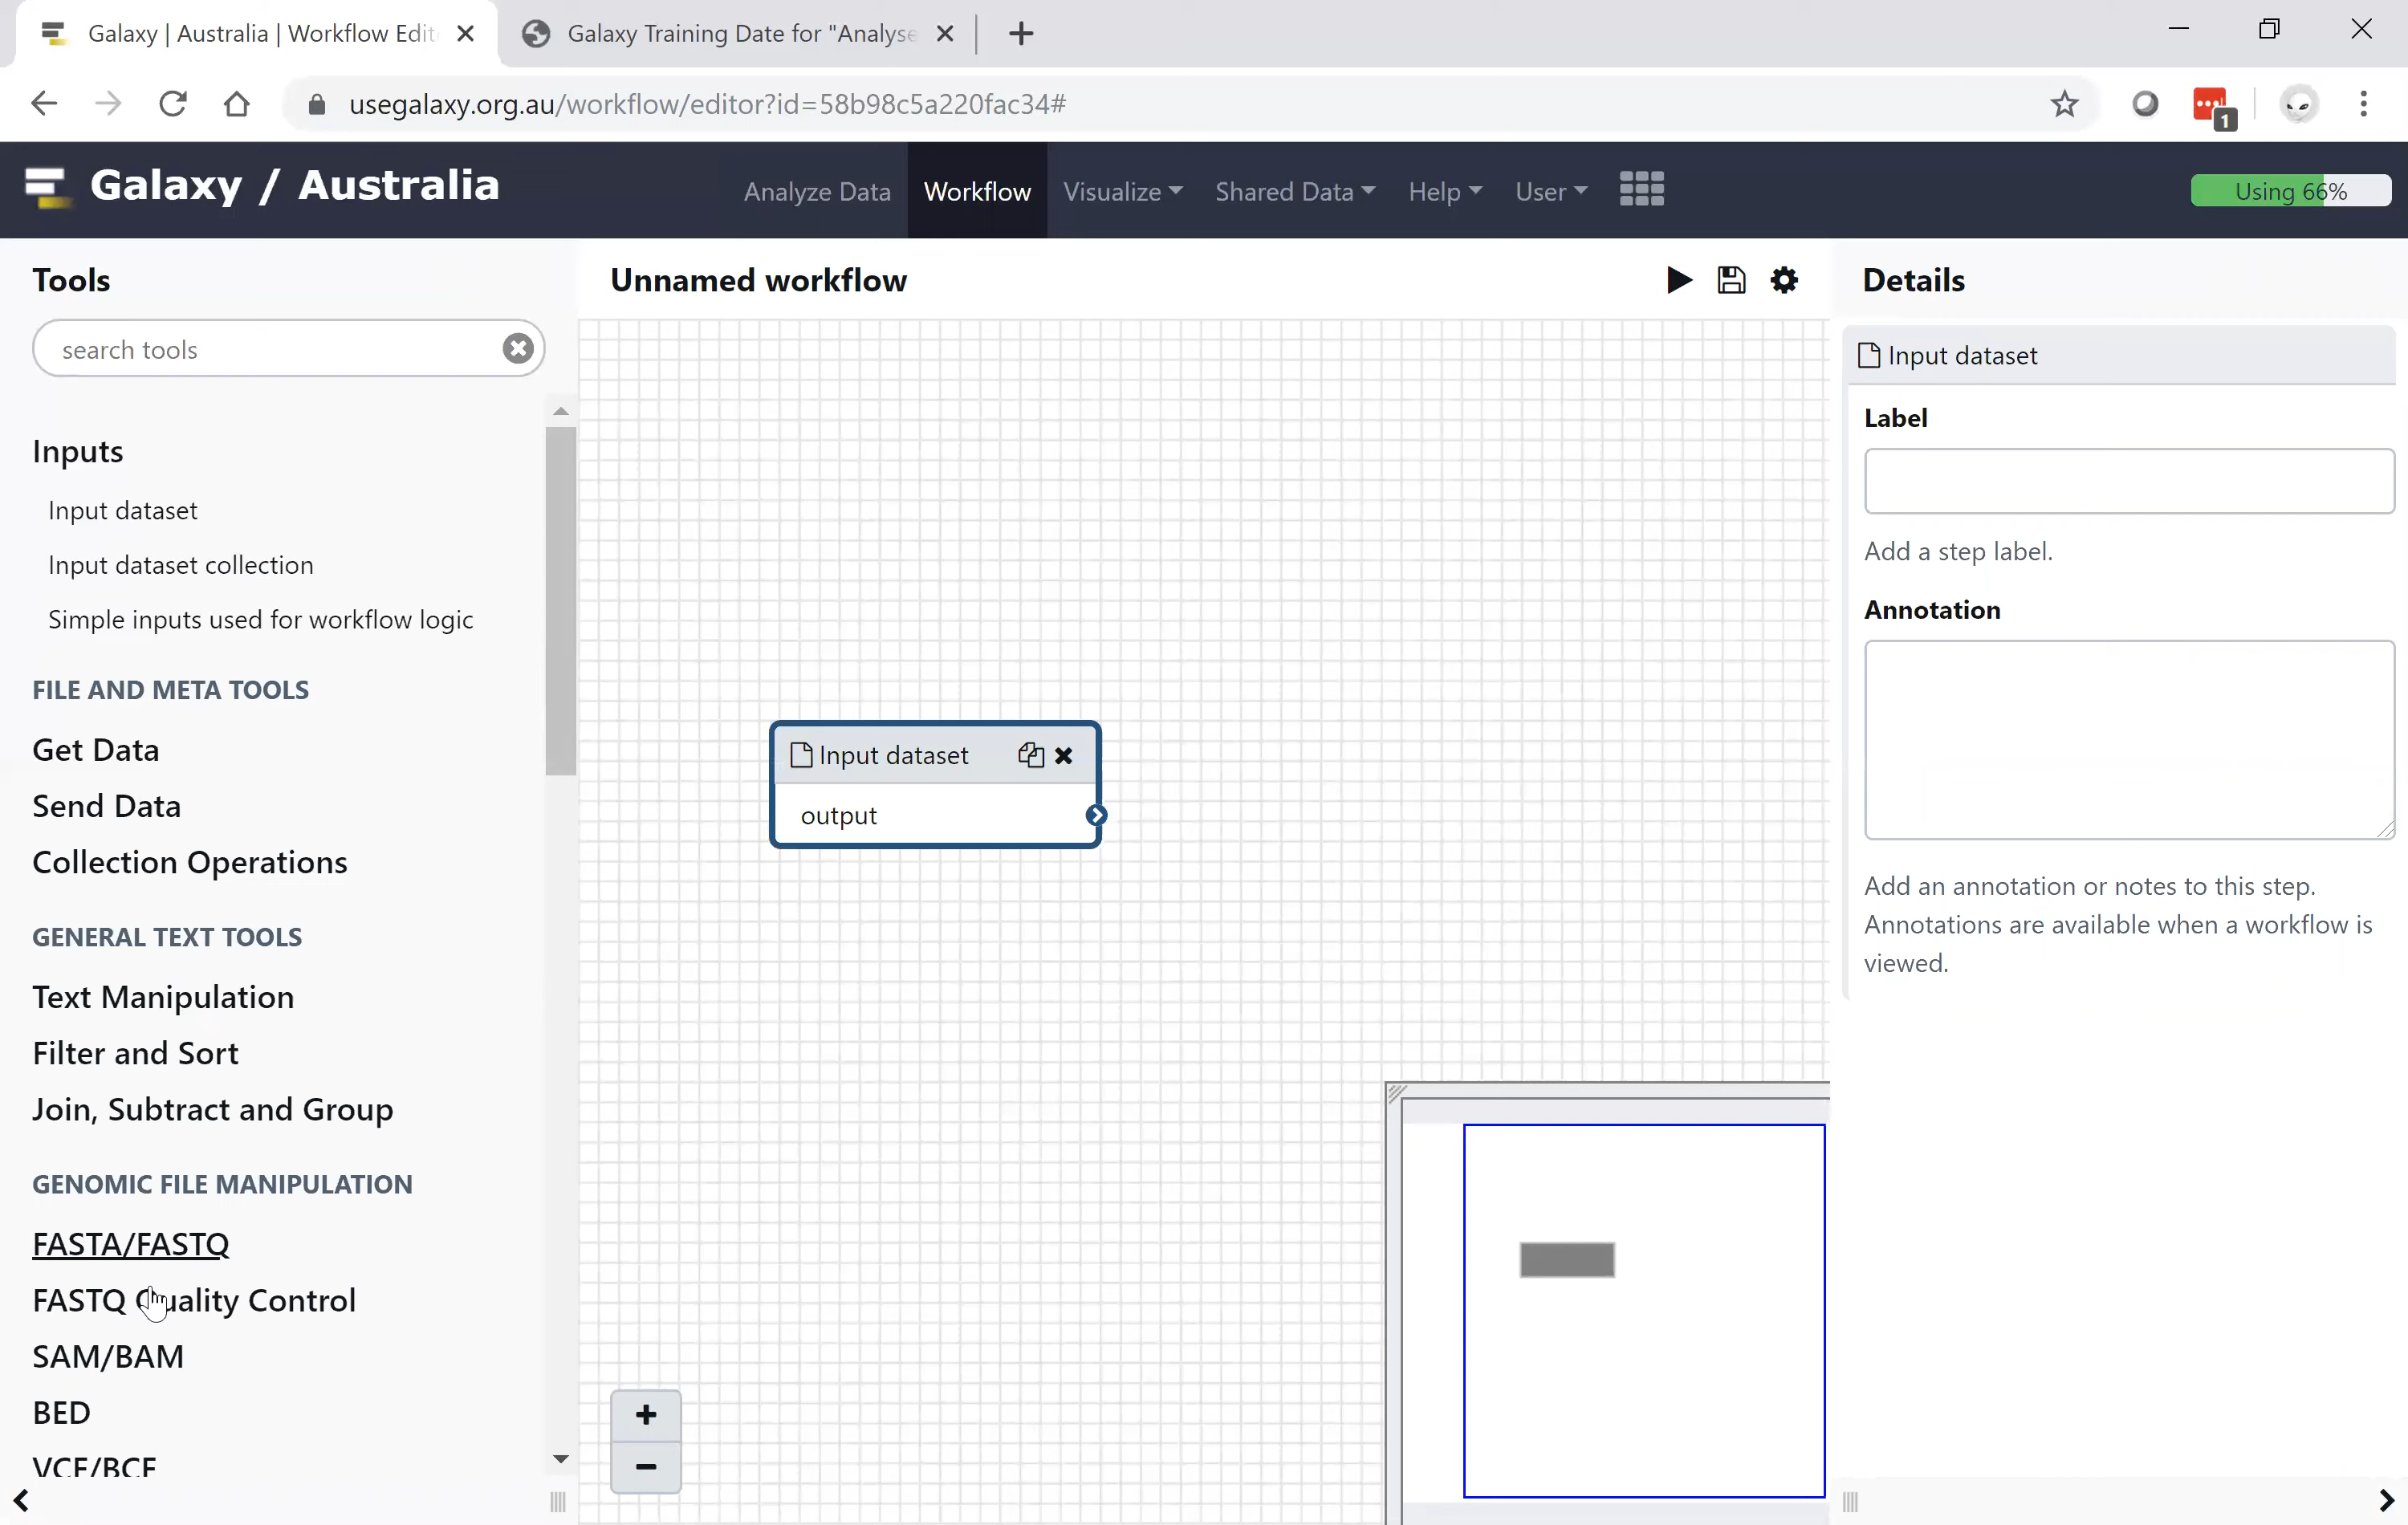 Galaxy | Australia | Workflow Edit
Galaxy Training Date for "Analyse
usegalaxy.org.au/workflow/editor?id=58b98c5a220fac34#
1
Galaxy / Australia
Analyze Data
Workflow
Visualize
Shared Data
Help
User
Using 66%
Tools
search tools
Inputs
Input dataset
Input dataset collection
Simple inputs used for workflow logic
FILE AND META TOOLS
Get Data
Send Data
Collection Operations
GENERAL TEXT TOOLS
Text Manipulation
Filter and Sort
Join, Subtract and Group
GENOMIC FILE MANIPULATION
FASTA/FASTQ
FASTQ Quality Control
SAM/BAM
BED
VCF/BCF
Unnamed workflow
Input dataset
output
+
−
Details
Input dataset
Label
Add a step label.
Annotation
Add an annotation or notes to this step.
Annotations are available when a workflow is
viewed.